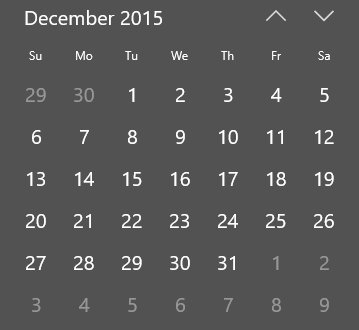 December 2015
Su Mo Tu We Th Fr Sa
29 30 1 2 3 4 5
6 7 8 9 10 11 12
13 14 15 16 17 18 19
20 21 22 23 24 25 26
27 28 29 30 31 1 2
3 4 5 6 7 8 9